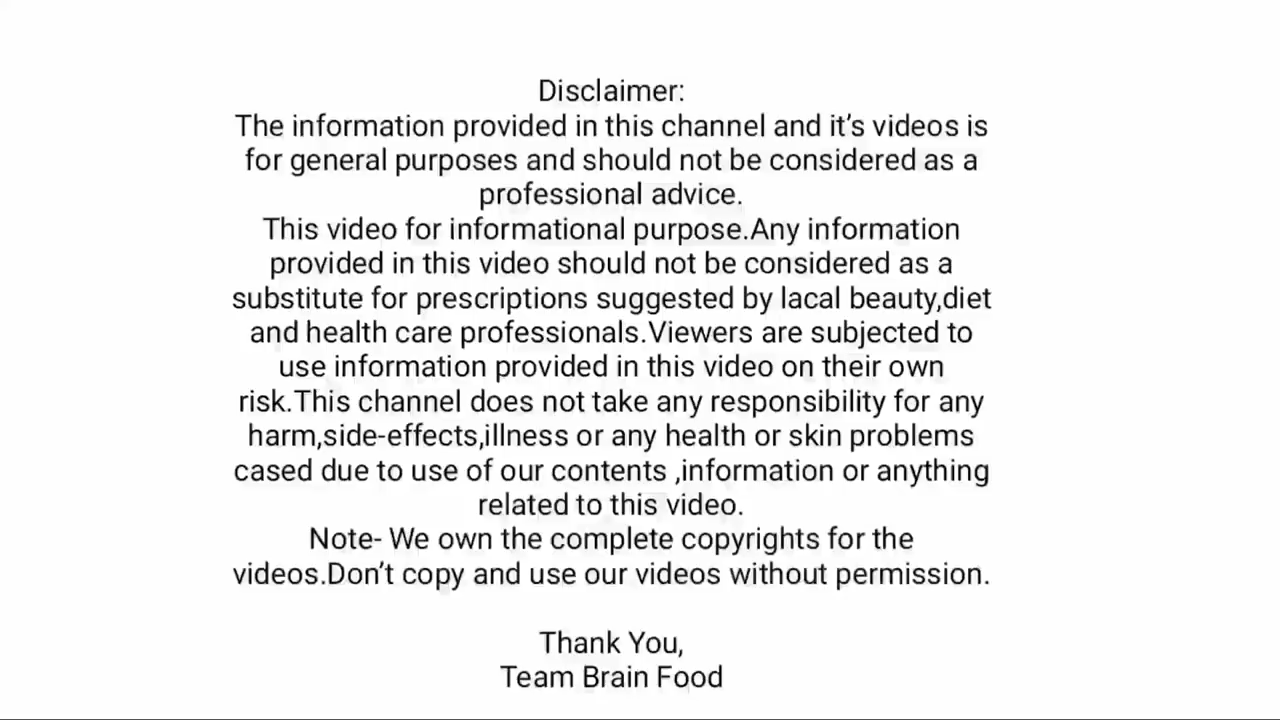 Disclaimer:
The information provided in this channel and it's videos is
for general purposes and should not be considered as a
professional advice.
This video for informational purpose.Any information
provided in this video should not be considered as a
substitute for prescriptions suggested by lacal beauty,diet
and health care professionals.Viewers are subjected to
use information provided in this video on their own
risk.This channel does not take any responsibility for any
harm,side-effects,illness or any health or skin problems
cased due to use of our contents ,information or anything
related to this video.
Note- We own the complete copyrights for the
videos.Don't copy and use our videos without permission.
Thank You,
Team Brain Food